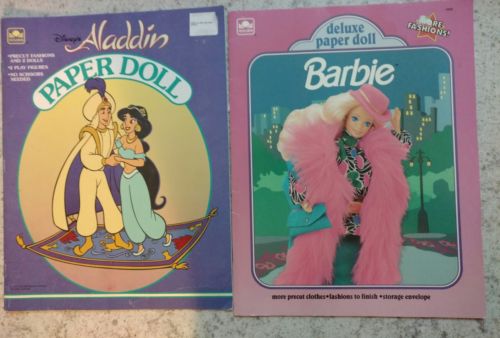 Disney's
Aladdin
•PRECUT FASHIONS
AND 2 DOLLS
•2 PLAY FIGURES
•NO SCISSORS
NEEDED
PAPER DOLL
deluxe
paper doll
MORE
FASHIONS!
Barbie
more precut clothes•fashions to finish•storage envelope